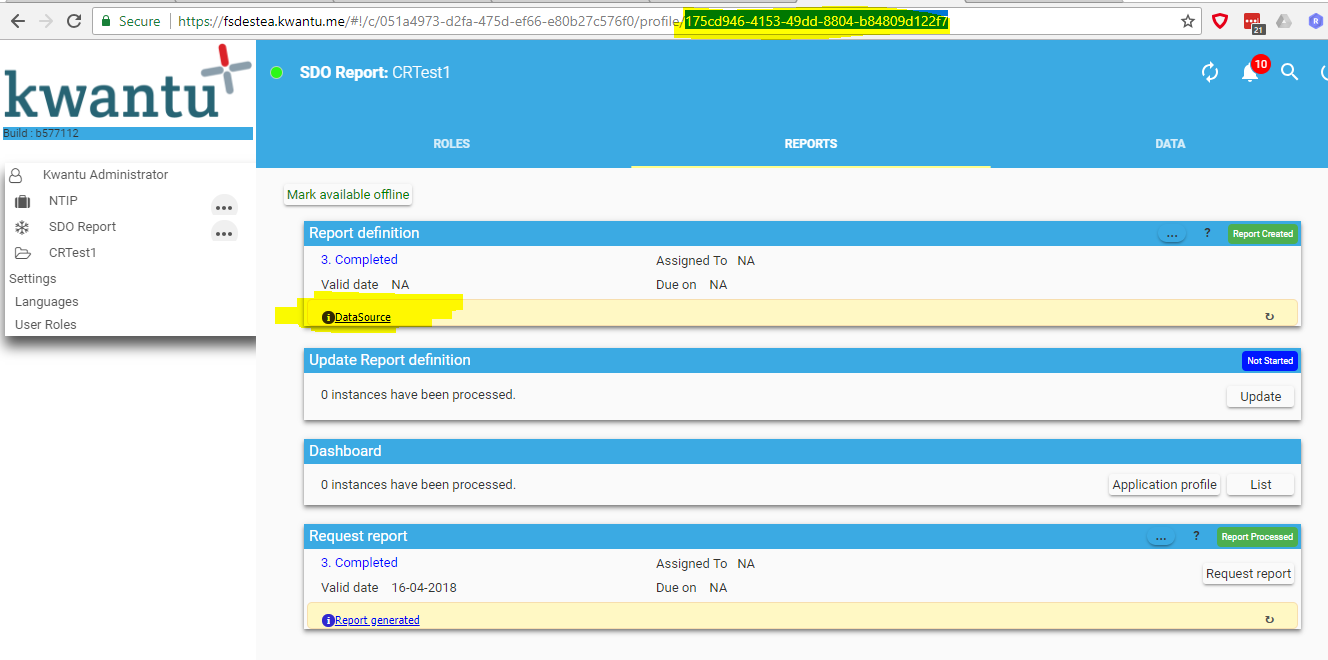 Secure https://fsdestea.kwantu.me/#!/c/051a4973-d2fa-475d-ef66-e80b27c576f0/profile/175cd946-4153-49dd-8804-b84809d122f7
21
R
kwantu
Build : b577112
SDO Report: CRTest1
10
ROLES REPORTS DATA
Kwantu Administrator
NTIP ...
SDO Report ...
CRTest1
Settings
Languages
User Roles
Mark available offline
Report definition ... ? Report Created
3. Completed Assigned To NA
Valid date NA Due on NA
DataSource
Update Report definition Not Started
0 instances have been processed. Update
Dashboard
0 instances have been processed. Application profile List
Request report ... ? Report Processed
3. Completed Assigned To NA
Request report
Valid date 16-04-2018 Due on NA
Report generated